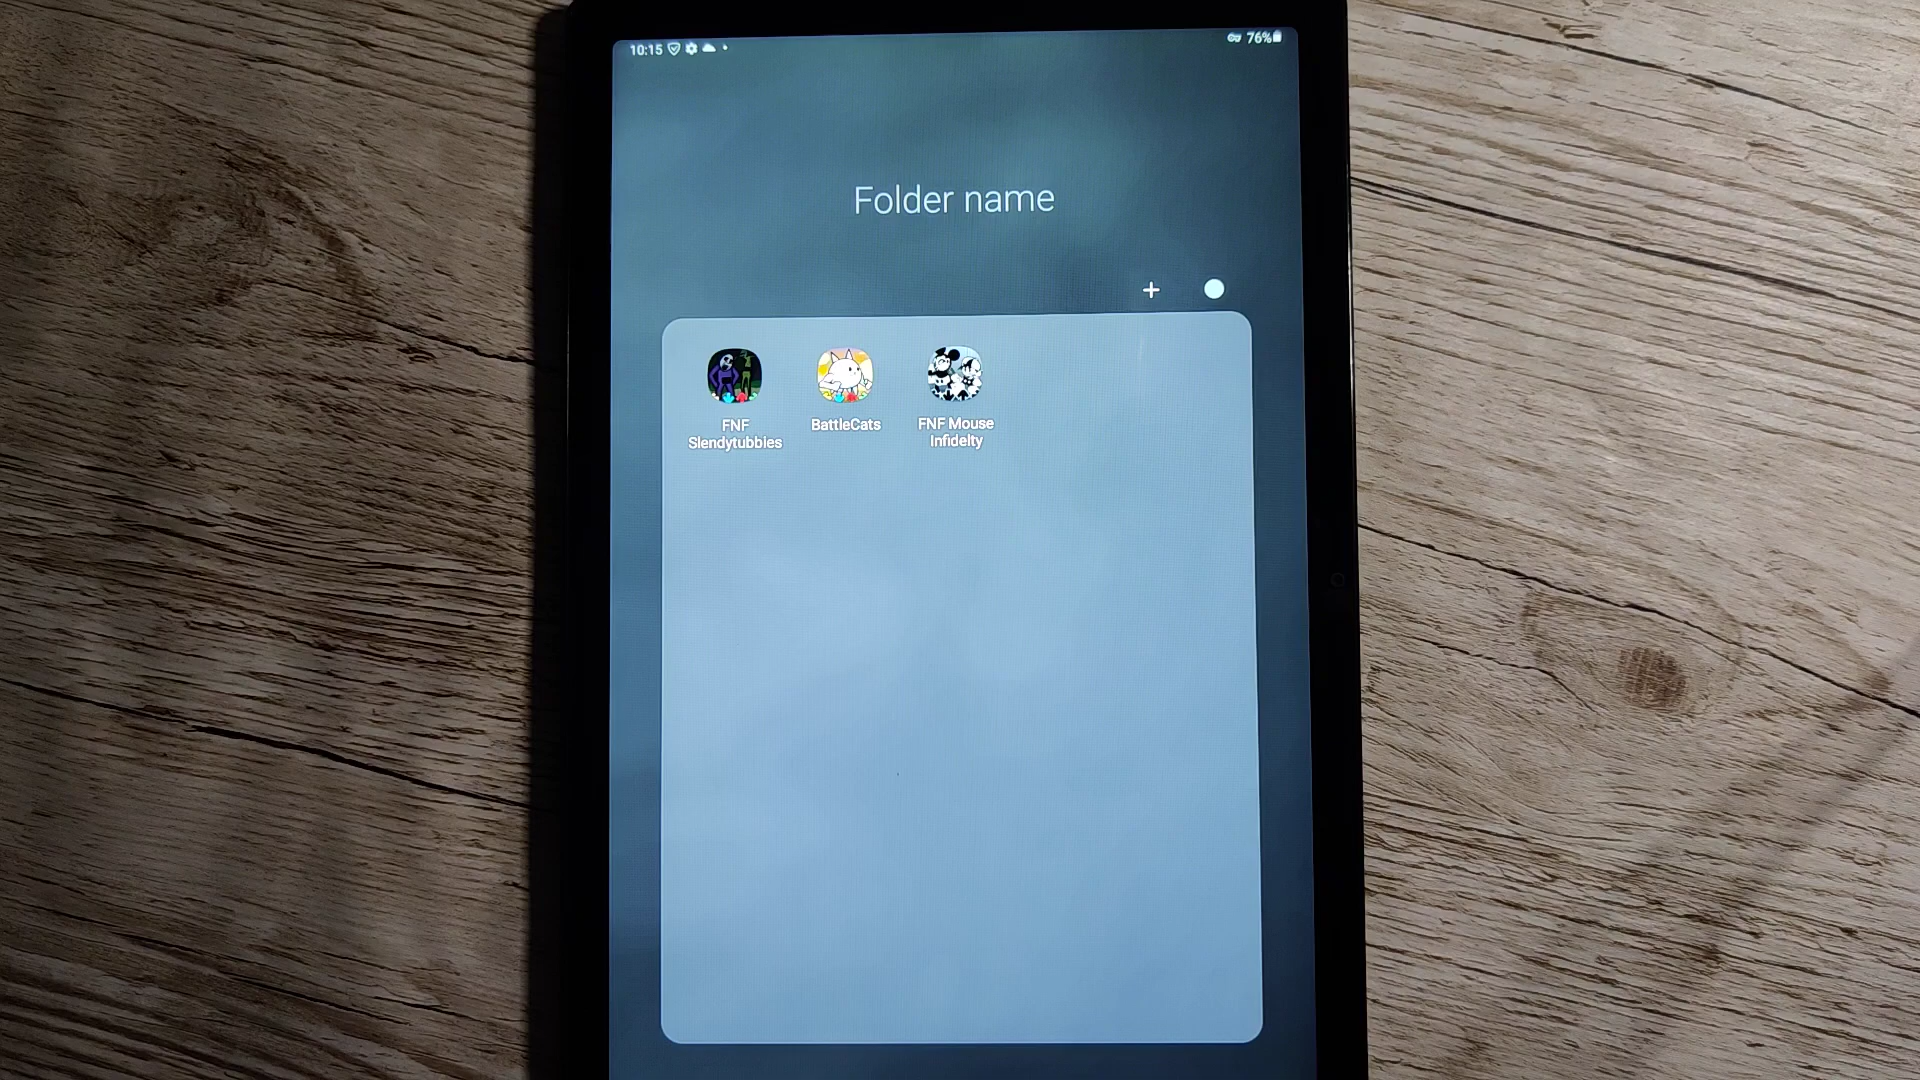 10:15
76%
Folder name
FNF
Slendytubbies
BattleCats
FNF Mouse
Infidelty